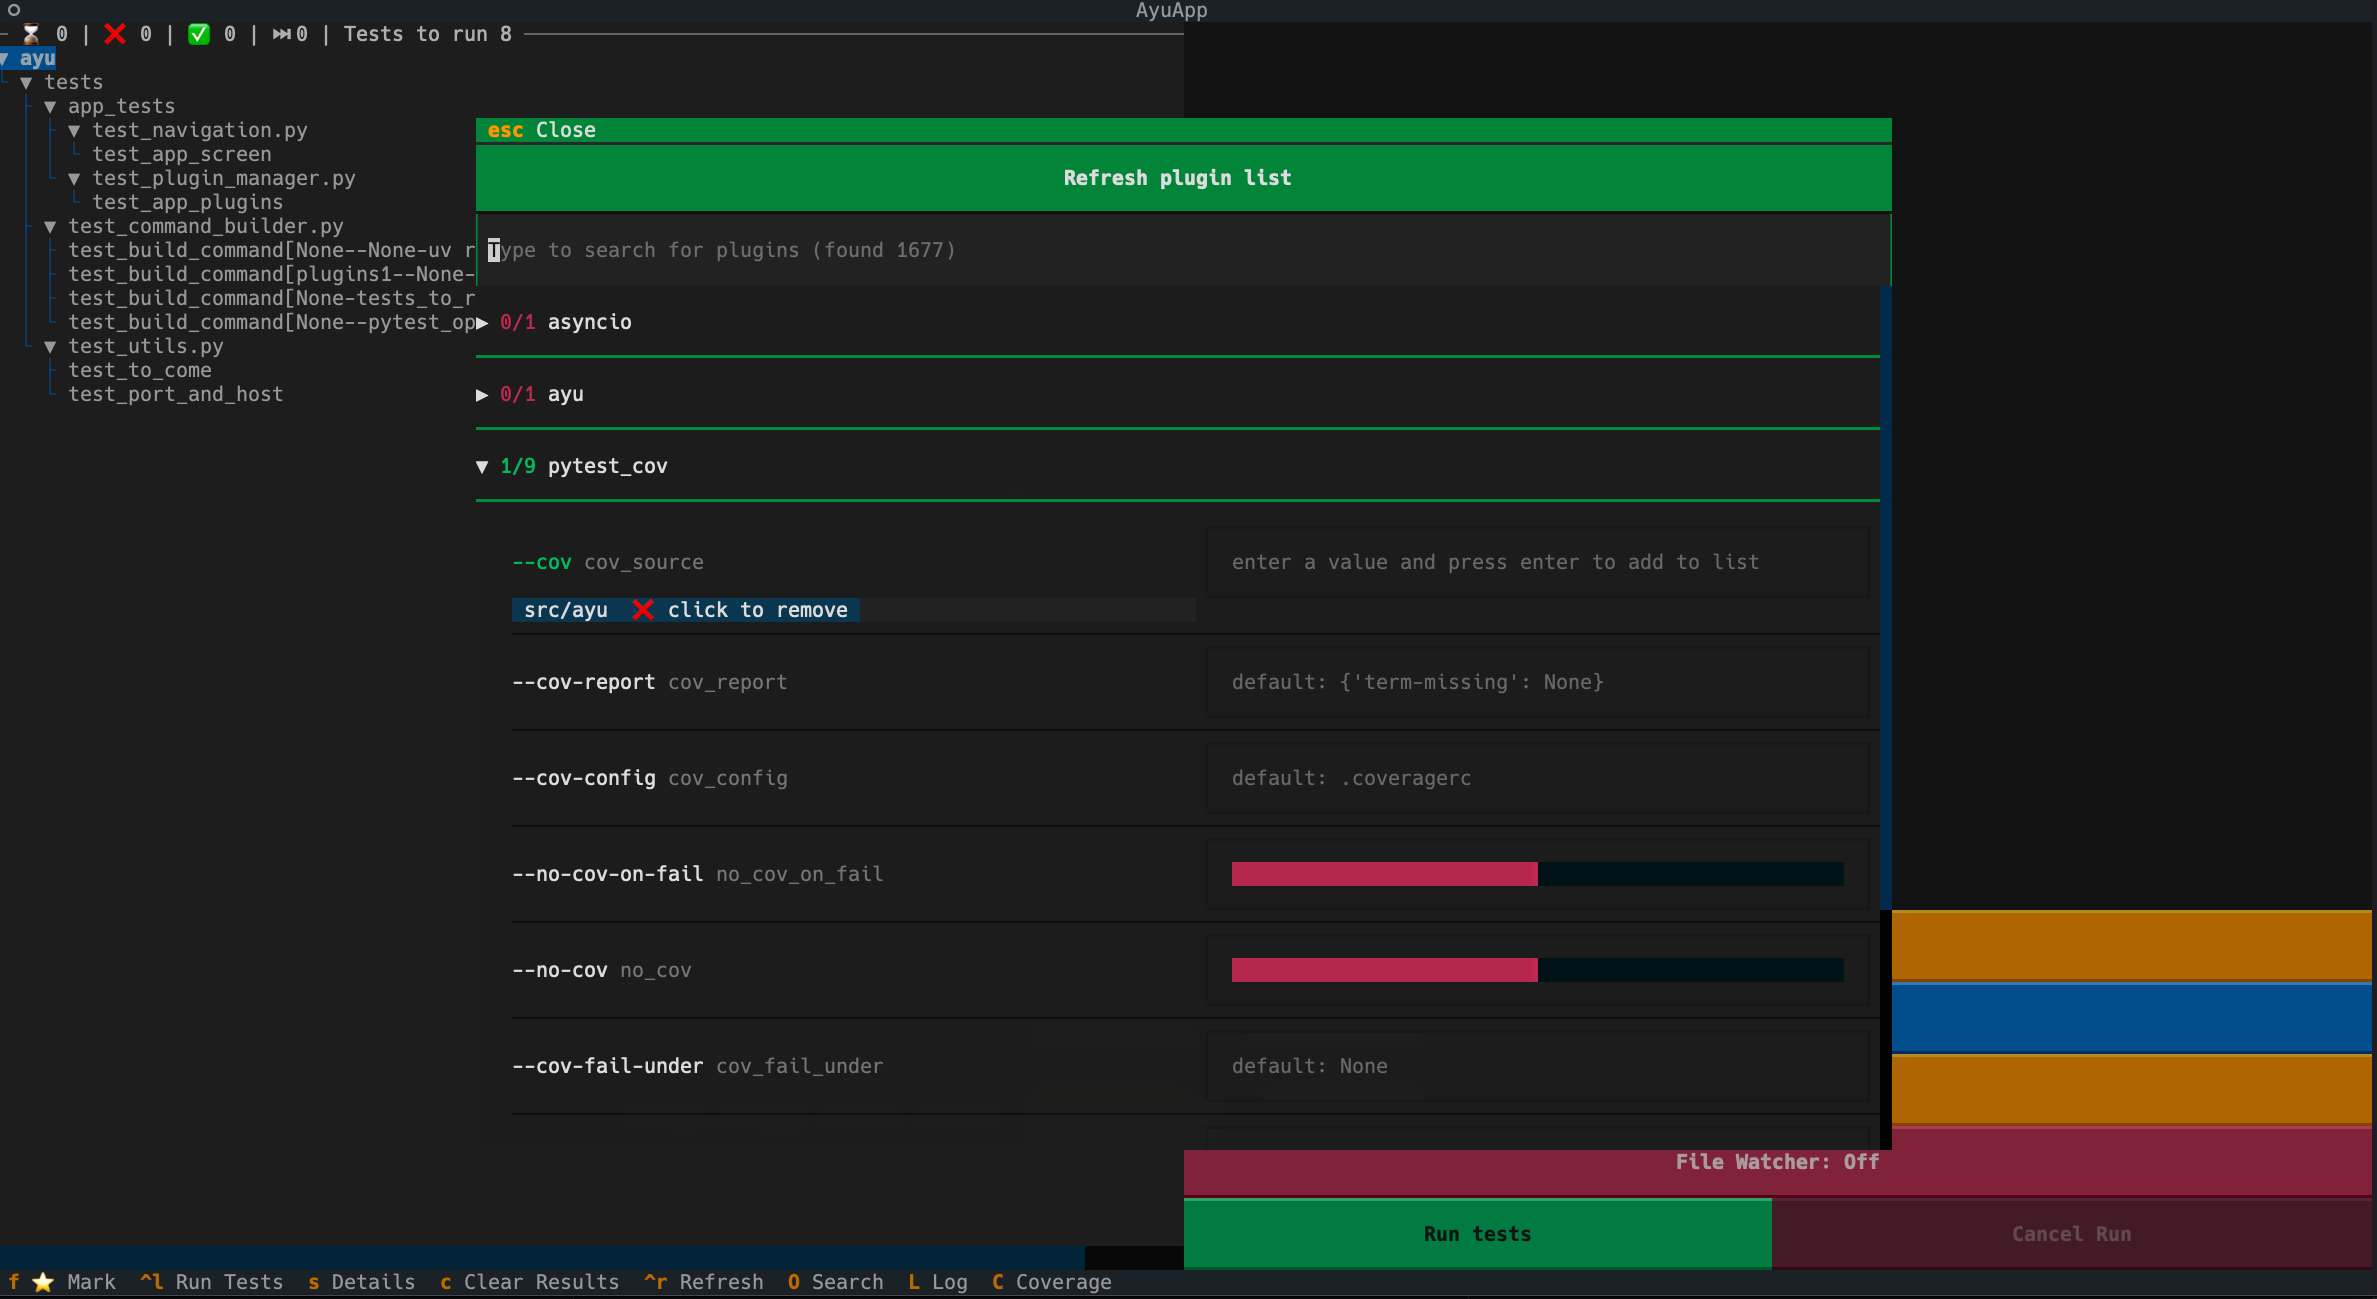 AyuApp
⏳ 0 | ❌ 0 | ✅ 0 | ⏭0 | Tests to run 8
▼ ayu
▼ tests
▼ app_tests
▼ test_navigation.py
test_app_screen
▼ test_plugin_manager.py
test_app_plugins
▼ test_command_builder.py
test_build_command[None--None-uv r
test_build_command[plugins1--None-
test_build_command[None-tests_to_r
test_build_command[None--pytest_op
▼ test_utils.py
test_to_come
test_port_and_host
esc Close
Refresh plugin list
Type to search for plugins (found 1677)
▶ 0/1 asyncio
▶ 0/1 ayu
▼ 1/9 pytest_cov
--cov cov_source
enter a value and press enter to add to list
src/ayu ❌ click to remove
--cov-report cov_report
default: {'term-missing': None}
--cov-config cov_config
default: .coveragerc
--no-cov-on-fail no_cov_on_fail
--no-cov no_cov
--cov-fail-under cov_fail_under
default: None
File Watcher: Off
Run tests
Cancel Run
f ⭐ Mark ^l Run Tests s Details c Clear Results ^r Refresh O Search L Log C Coverage